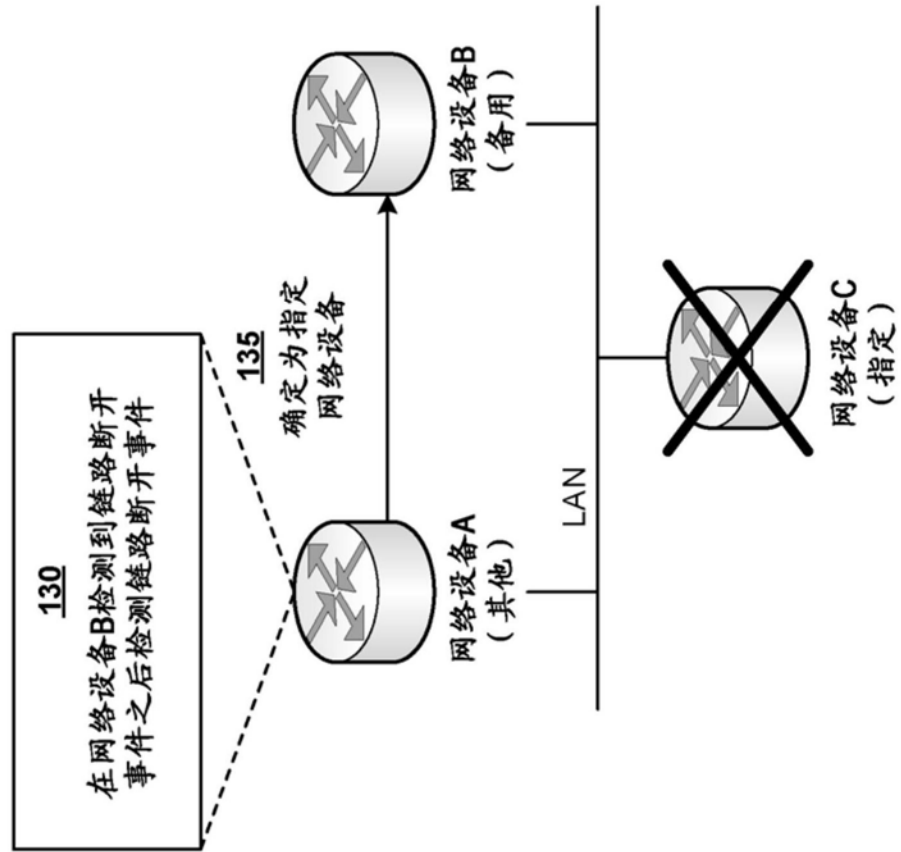 130
在网络设备B检测到链路断开
事件之后检测链路断开事件
135
确定为指定
网络设备
网络设备A
（其他）
网络设备B
（备用）
LAN
网络设备C
（指定）